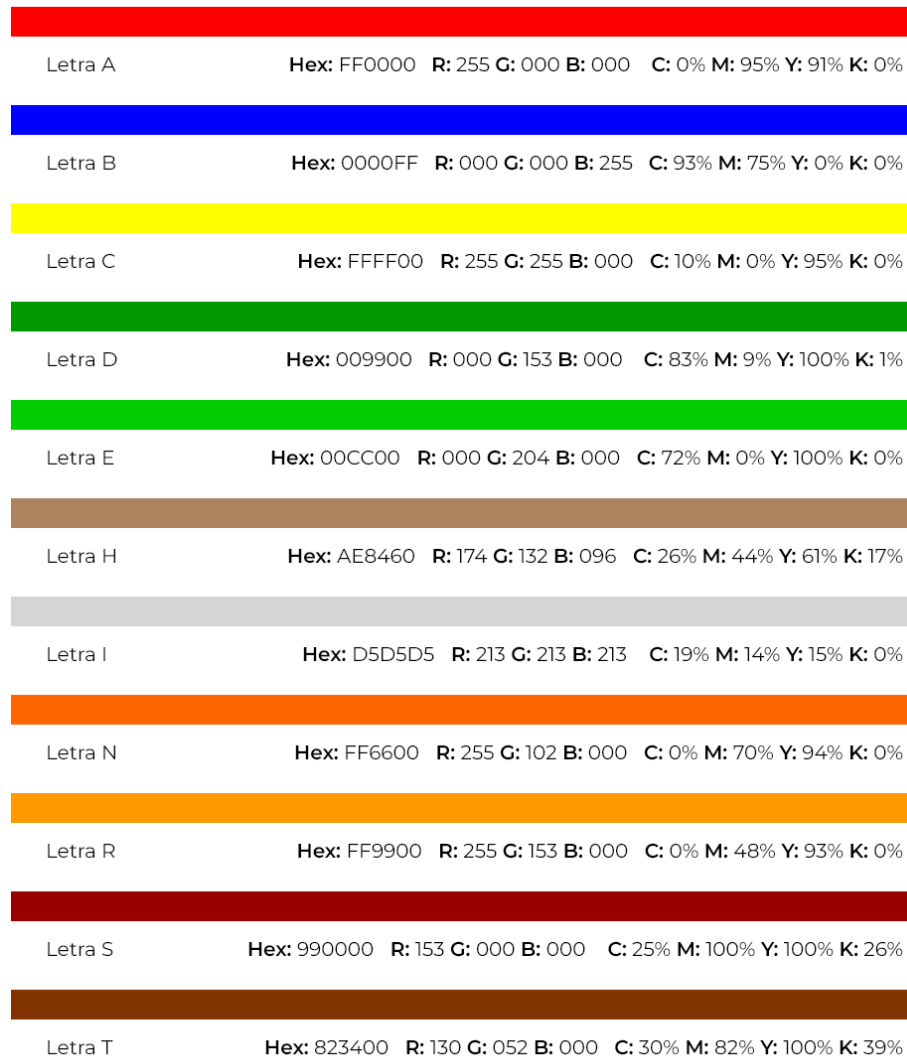 Letra A Hex: FF0000 R: 255 G: 000 B: 000 C: 0% M: 95% Y: 91% K: 0%
Letra B Hex: 0000FF R: 000 G: 000 B: 255 C: 93% M: 75% Y: 0% K: 0%
Letra C Hex: FFFF00 R: 255 G: 255 B: 000 C: 10% M: 0% Y: 95% K: 0%
Letra D Hex: 009900 R: 000 G: 153 B: 000 C: 83% M: 9% Y: 100% K: 1%
Letra E Hex: 00CC00 R: 000 G: 204 B: 000 C: 72% M: 0% Y: 100% K: 0%
Letra H Hex: AE8460 R: 174 G: 132 B: 096 C: 26% M: 44% Y: 61% K: 17%
Letra I Hex: D5D5D5 R: 213 G: 213 B: 213 C: 19% M: 14% Y: 15% K: 0%
Letra N Hex: FF6600 R: 255 G: 102 B: 000 C: 0% M: 70% Y: 94% K: 0%
Letra R Hex: FF9900 R: 255 G: 153 B: 000 C: 0% M: 48% Y: 93% K: 0%
Letra S Hex: 990000 R: 153 G: 000 B: 000 C: 25% M: 100% Y: 100% K: 26%
Letra T Hex: 823400 R: 130 G: 052 B: 000 C: 30% M: 82% Y: 100% K: 39%